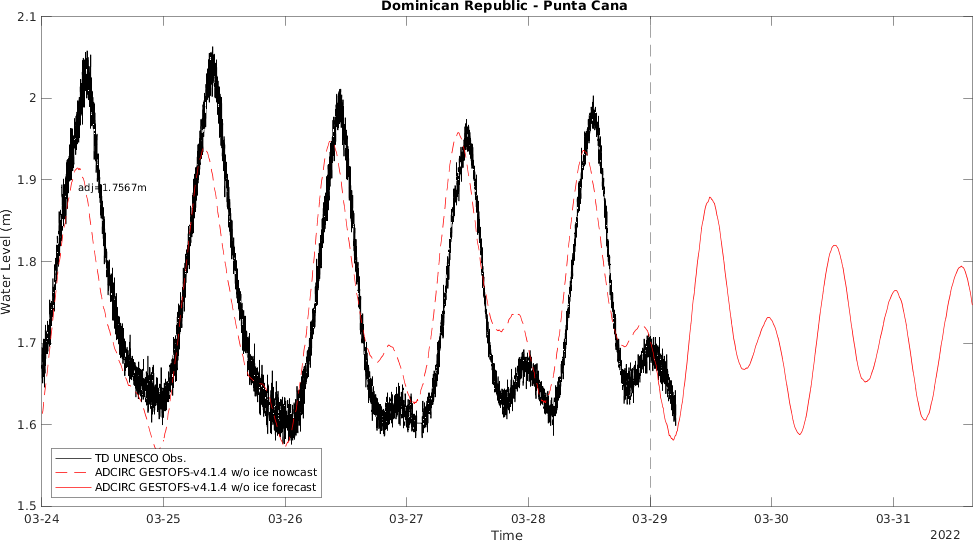 Dominican Republic - Punta Cana
2.1
2
1.9
1.8
1.7
1.6
1.5
Water Level (m)
adj=1.7567m
TD UNESCO Obs.
ADCIRC GESTOFS-v4.1.4 w/o ice nowcast
ADCIRC GESTOFS-v4.1.4 w/o ice forecast
03-24 03-25 03-26 03-27 03-28 03-29 03-30 03-31
Time
2022